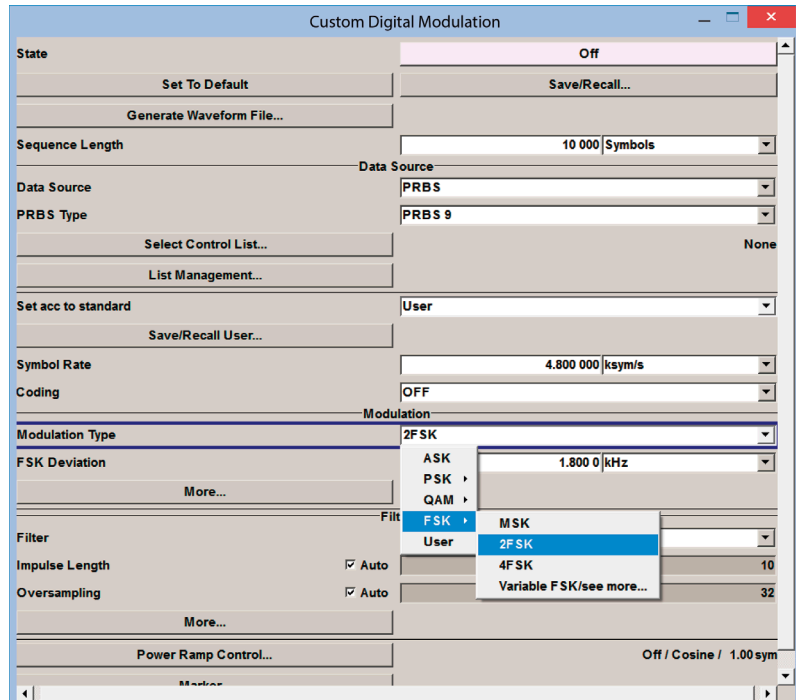 Custom Digital Modulation
State Off
Set To Default Save/Recall...
Generate Waveform File...
Sequence Length 10 000 Symbols
Data Source
Data Source PRBS
PRBS Type PRBS 9
Select Control List... None
List Management...
Set acc to standard User
Save/Recall User...
Symbol Rate 4.800 000 ksym/s
Coding OFF
Modulation
Modulation Type 2FSK
FSK Deviation 1.800 0 kHz
ASK
PSK
More...
QAM
Filt
FSK
MSK
Filter
User
2FSK
Impulse Length Auto 10
4FSK
Variable FSK/see more...
Oversampling Auto 32
More...
Power Ramp Control... Off / Cosine / 1.00 sym
Marker